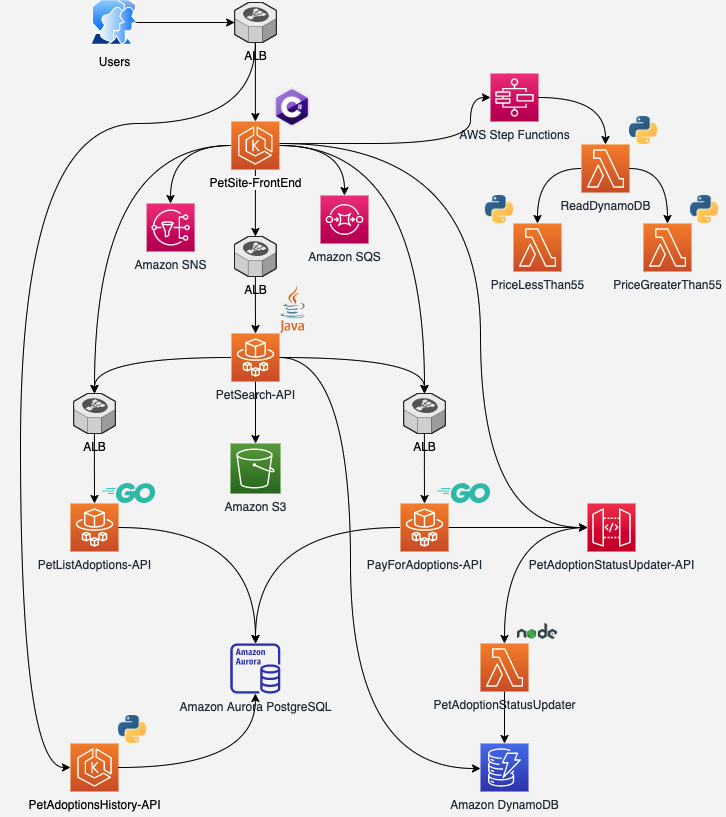 Users
ALB
PetSite-FrontEnd
AWS Step Functions
ReadDynamoDB
Amazon SNS
Amazon SQS
PriceLessThan55
PriceGreaterThan55
ALB
Java
PetSearch-API
ALB
ALB
GO
GO
Amazon S3
PetListAdoptions-API
PayForAdoptions-API
PetAdoptionStatusUpdater-API
node
Amazon
Aurora
Amazon Aurora PostgreSQL
PetAdoptionStatusUpdater
PetAdoptionsHistory-API
Amazon DynamoDB